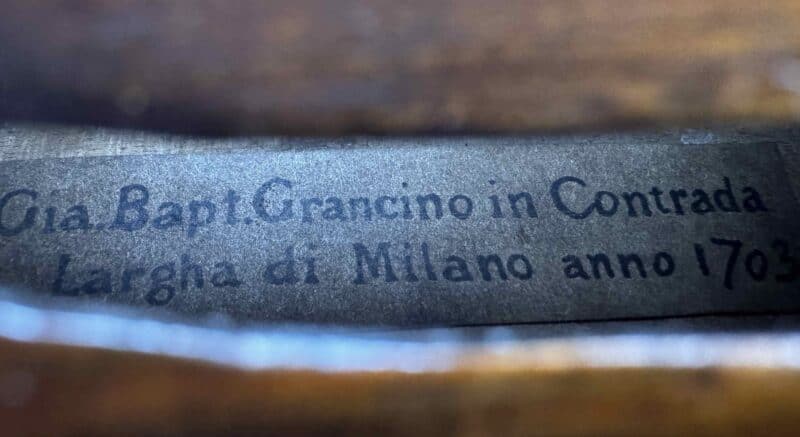 Gia.Bapt.Grancino in Contrada
Largha di Milano anno 1703